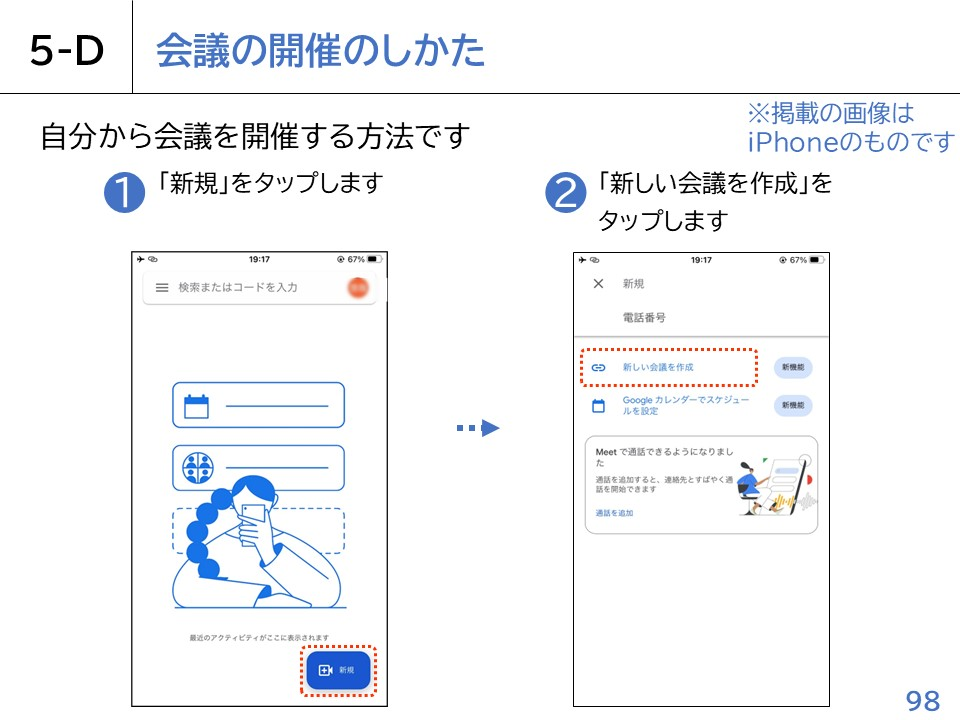 5-D
会議の開催のしかた
※掲載の画像は
iPhoneのものです
自分から会議を開催する方法です
1
「新規」をタップします
2
「新しい会議を作成」を
タップします
19:17
67%
検索またはコードを入力
最近のアクティビティがここに表示されます
新規
19:17
67%
新規
電話番号
新しい会議を作成
新機能
Google カレンダーでスケジュー
ルを設定
新機能
Meet で通話できるようになりまし
た
通話を追加すると、連絡先とすばやく通
話を開始できます
通話を追加
98